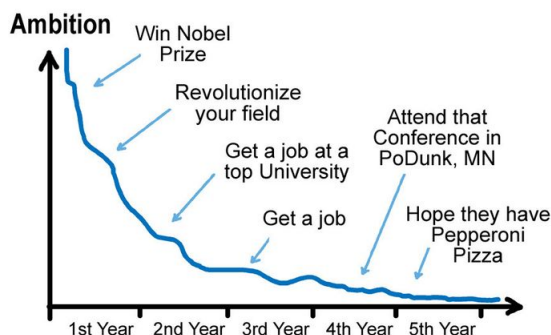 Ambition
Win Nobel
Prize
Revolutionize
your field
Get a job at a
top University
Get a job
Attend that
Conference in
PoDunk, MN
Hope they have
Pepperoni
Pizza
1st Year 2nd Year 3rd Year 4th Year 5th Year